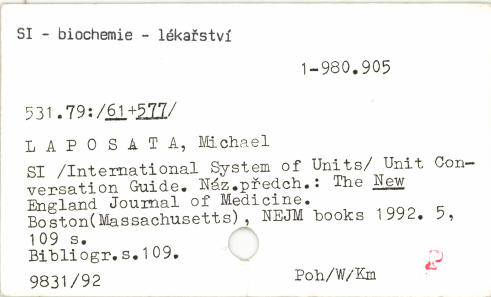 SI - biochemie - lékařství
1-980.905
531.79:/61+577/
L A P O S A T A, Michael
SI /International System of Units/ Unit Con-
versation Guide. Náz.předch.: The New
England Journal of Medicine.
Boston(Massachusetts), NEJM books 1992. 5,
109 s.
Bibliogr.s.109.
9831/92
Poh/W/Km